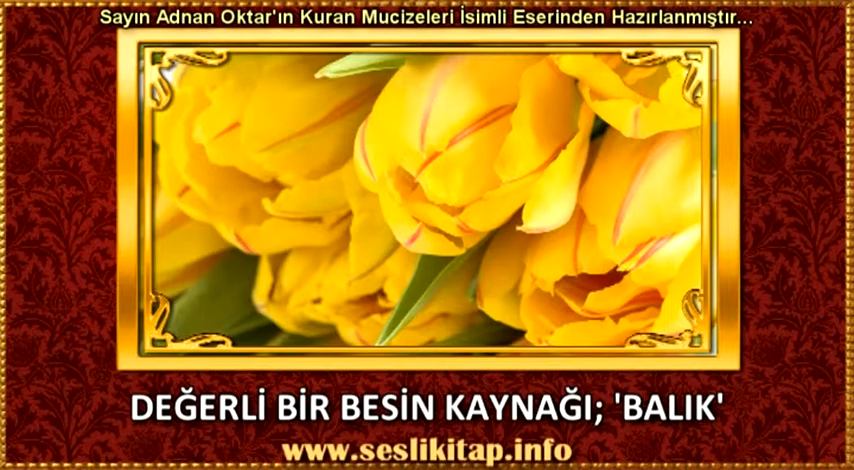 Sayın Adnan Oktar'ın Kuran Mucizeleri İsimli Eserinden Hazırlanmıştır...
DEĞERLİ BİR BESİN KAYNAĞI; 'BALIK'
www.seslikitap.info